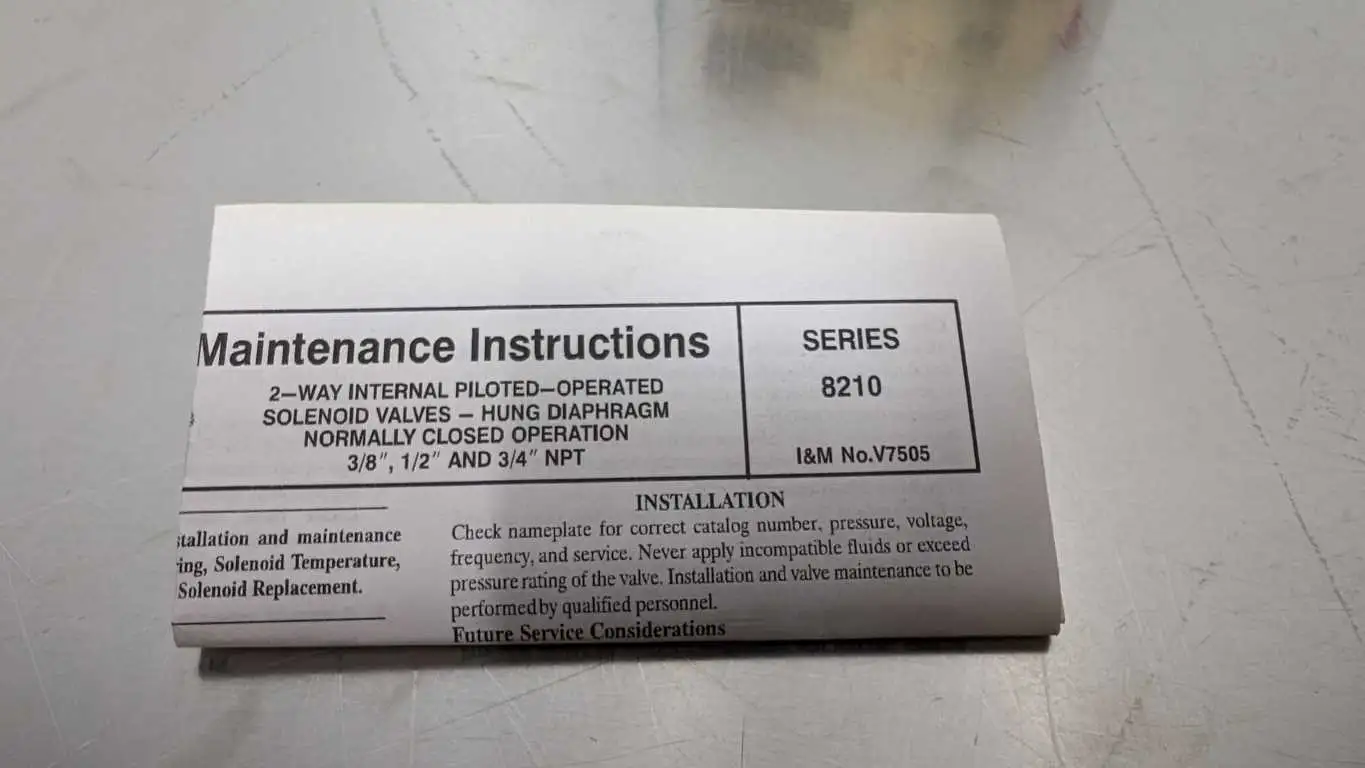 Maintenance Instructions
2—WAY INTERNAL PILOTED—OPERATED
SOLENOID VALVES — HUNG DIAPHRAGM
NORMALLY CLOSED OPERATION
3/8″, 1/2″ AND 3/4″ NPT
SERIES
8210
I&M No.V7505
stallation and maintenance
ring, Solenoid Temperature,
Solenoid Replacement.
INSTALLATION
Check nameplate for correct catalog number, pressure, voltage,
frequency, and service. Never apply incompatible fluids or exceed
pressure rating of the valve. Installation and valve maintenance to be
performed by qualified personnel.
Future Service Considerations